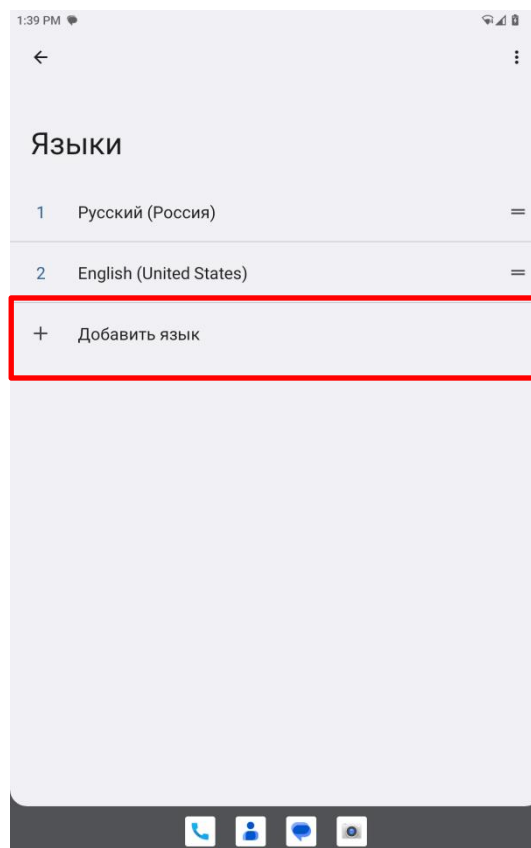 1:39 PM
Языки
1 Русский (Россия)
2 English (United States)
+ Добавить язык